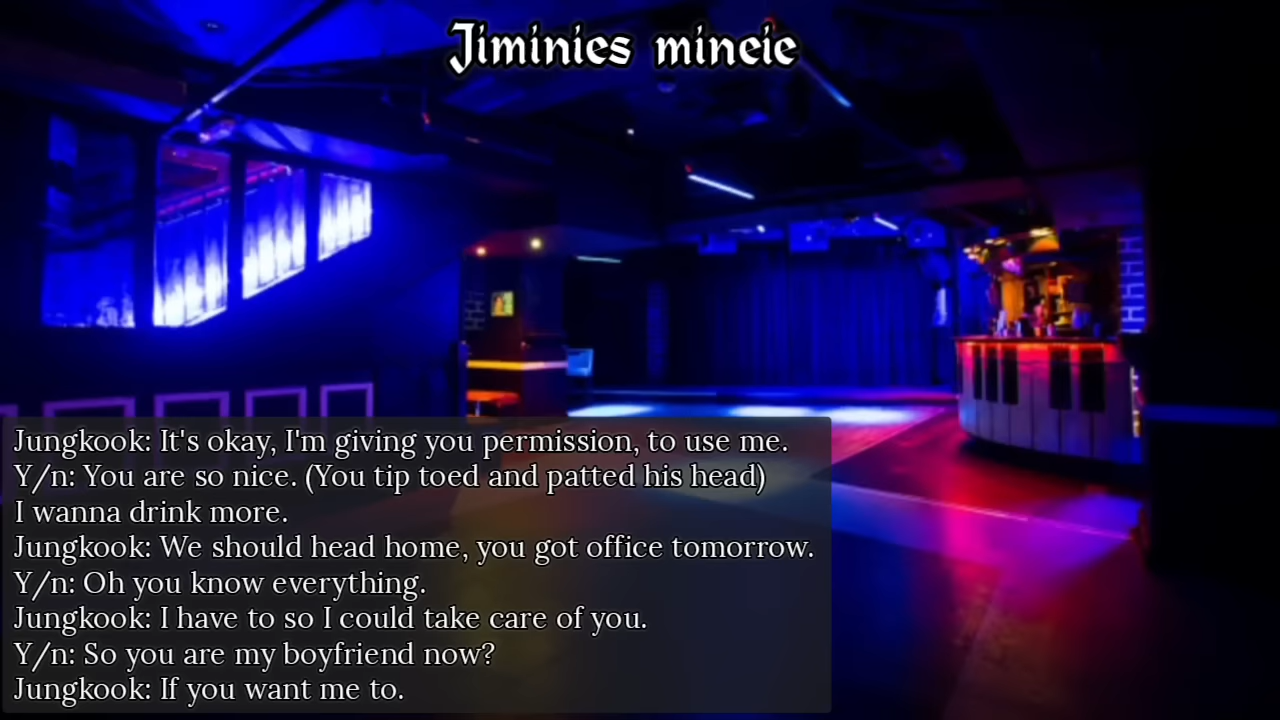 Jiminies mineie
Jungkook: It's okay, I'm giving you permission, to use me.
Y/n: You are so nice. (You tip toed and patted his head)
I wanna drink more.
Jungkook: We should head home, you got office tomorrow.
Y/n: Oh you know everything.
Jungkook: I have to so I could take care of you.
Y/n: So you are my boyfriend now?
Jungkook: If you want me to.